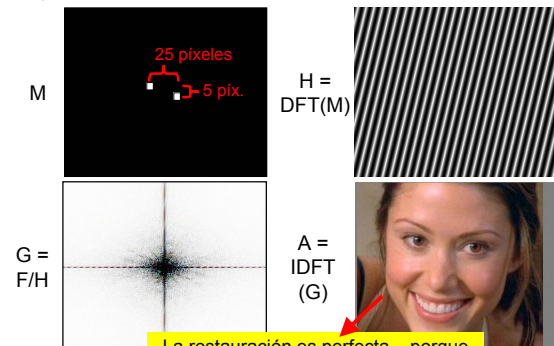 25 píxeles
M
5 píx.
H =
DFT(M)
G =
F/H
A =
IDFT
(G)
La restauración es perfecta... porque